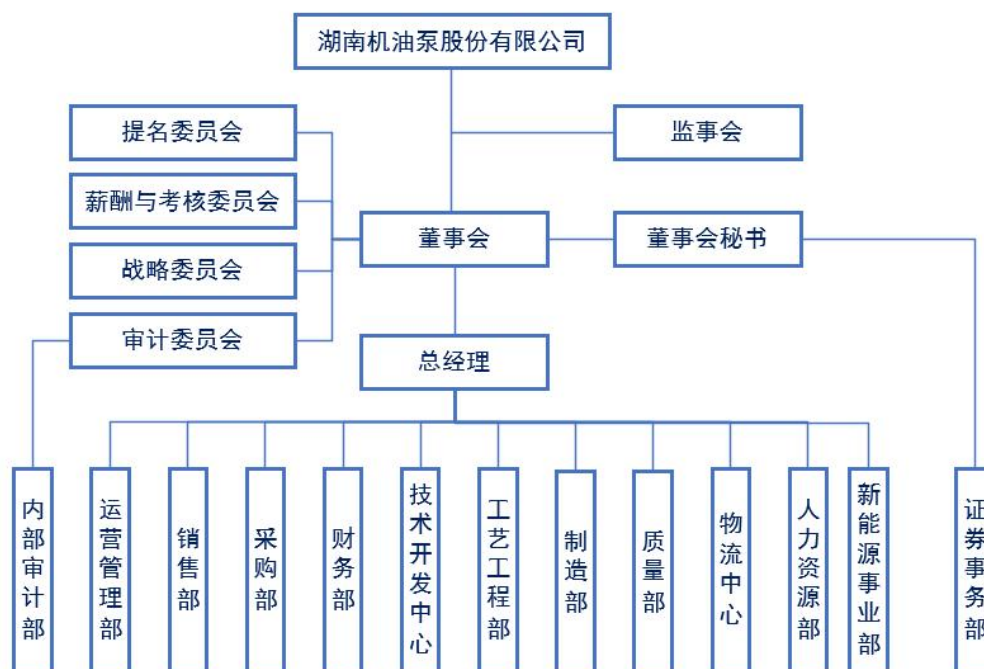 湖南机油泵股份有限公司
提名委员会
监事会
薪酬与考核委员会
董事会
董事会秘书
战略委员会
审计委员会
总经理
内部审计部
运营管理部
销售部
采购部
财务部
技术开发中心
工艺工程部
制造部
质量部
物流中心
人力资源部
新能源事业部
证券事务部